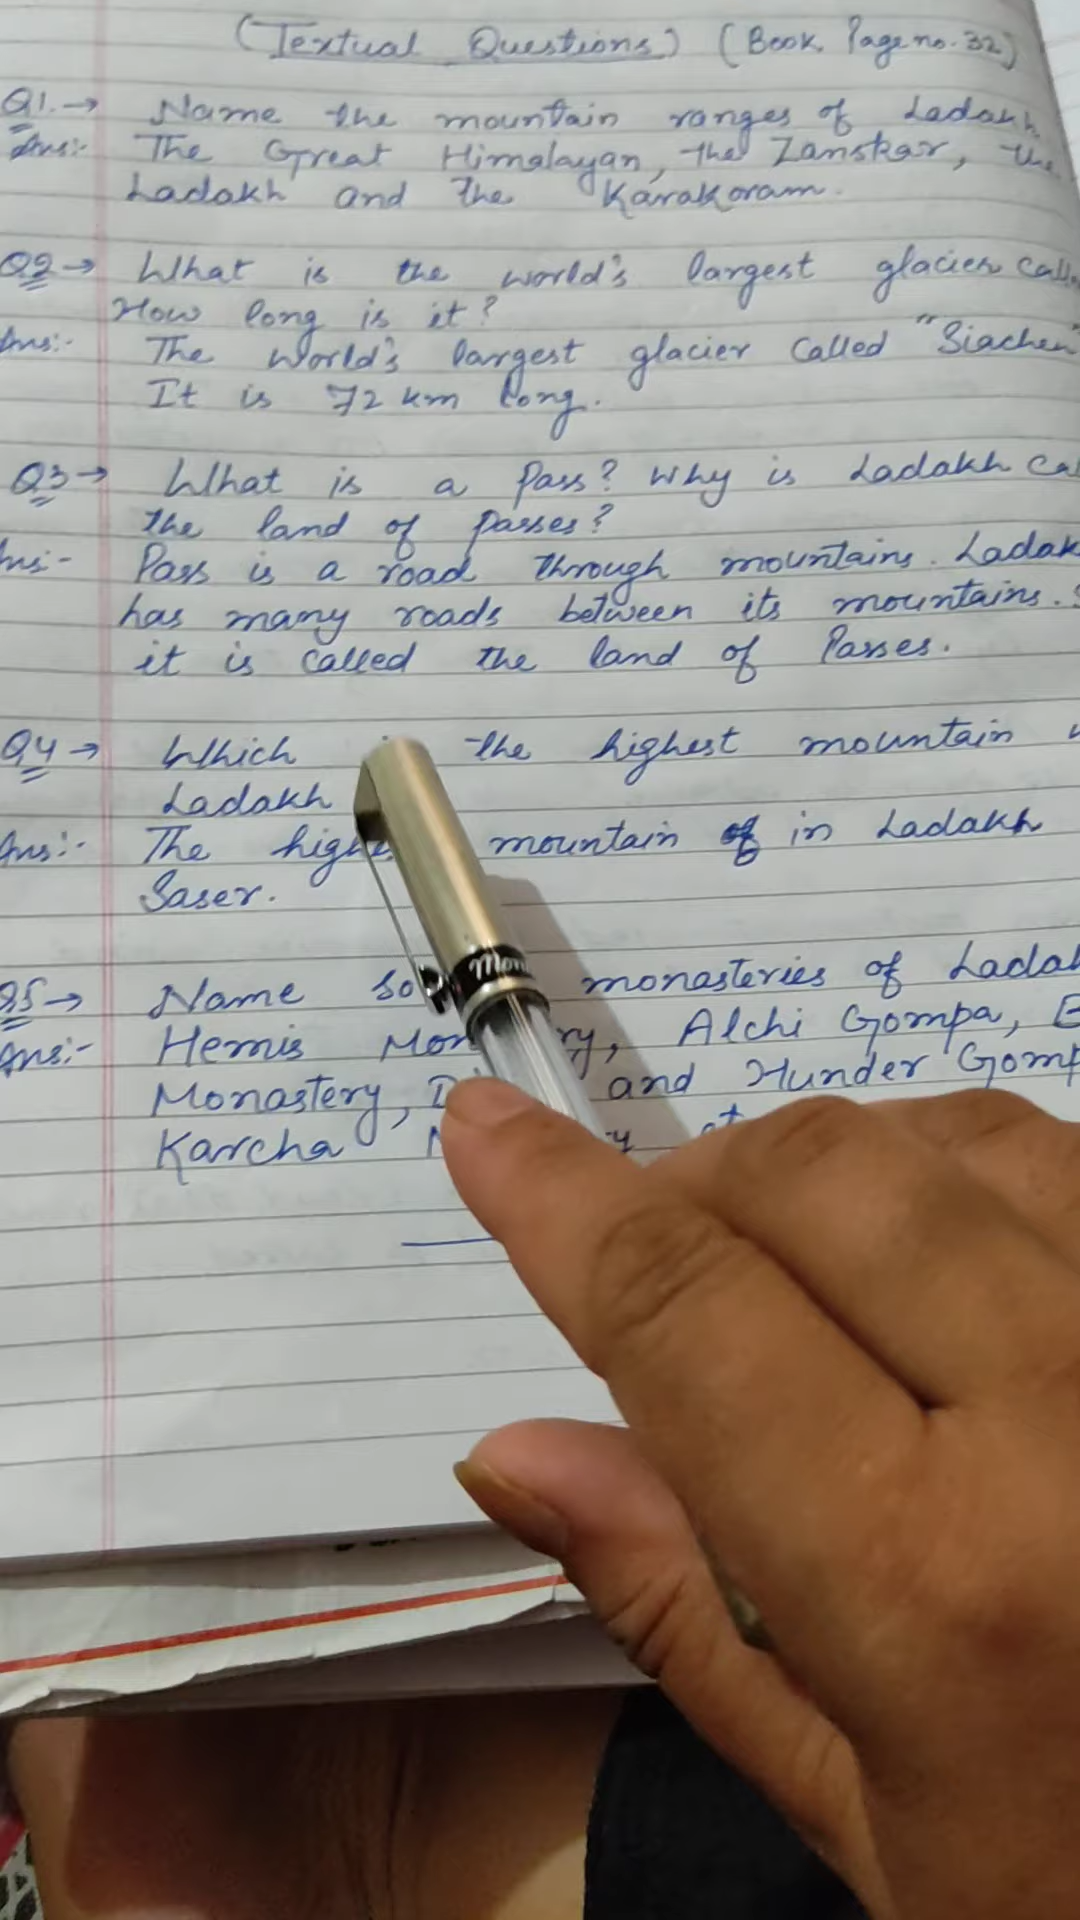 (Textual Questions) (Book Page no. 32)
Q1.→ Name the mountain ranges of Ladakh.
Ans:- The Great Himalayan, the Zanskar, the
Ladakh and the Karakoram.
Q2→ What is the world's largest glacier
How long is it?
Ans:- The world's largest glacier called "Siachen"
It is 72 km long.
Q3→ What is a Pass? Why is Ladakh
the land of passes?
Ans:- Pass is a road through mountains.
has many roads between its mountains.
it is called the land of Passes.
Q4→ Which the highest mountain
Ladakh
Ans:- The mountain in Ladakh
Saser.
Q5→ Name monasteries of
Ans:- Hemis Alchi Gompa,
Monastery, and Hunder
Karcha at
Mon